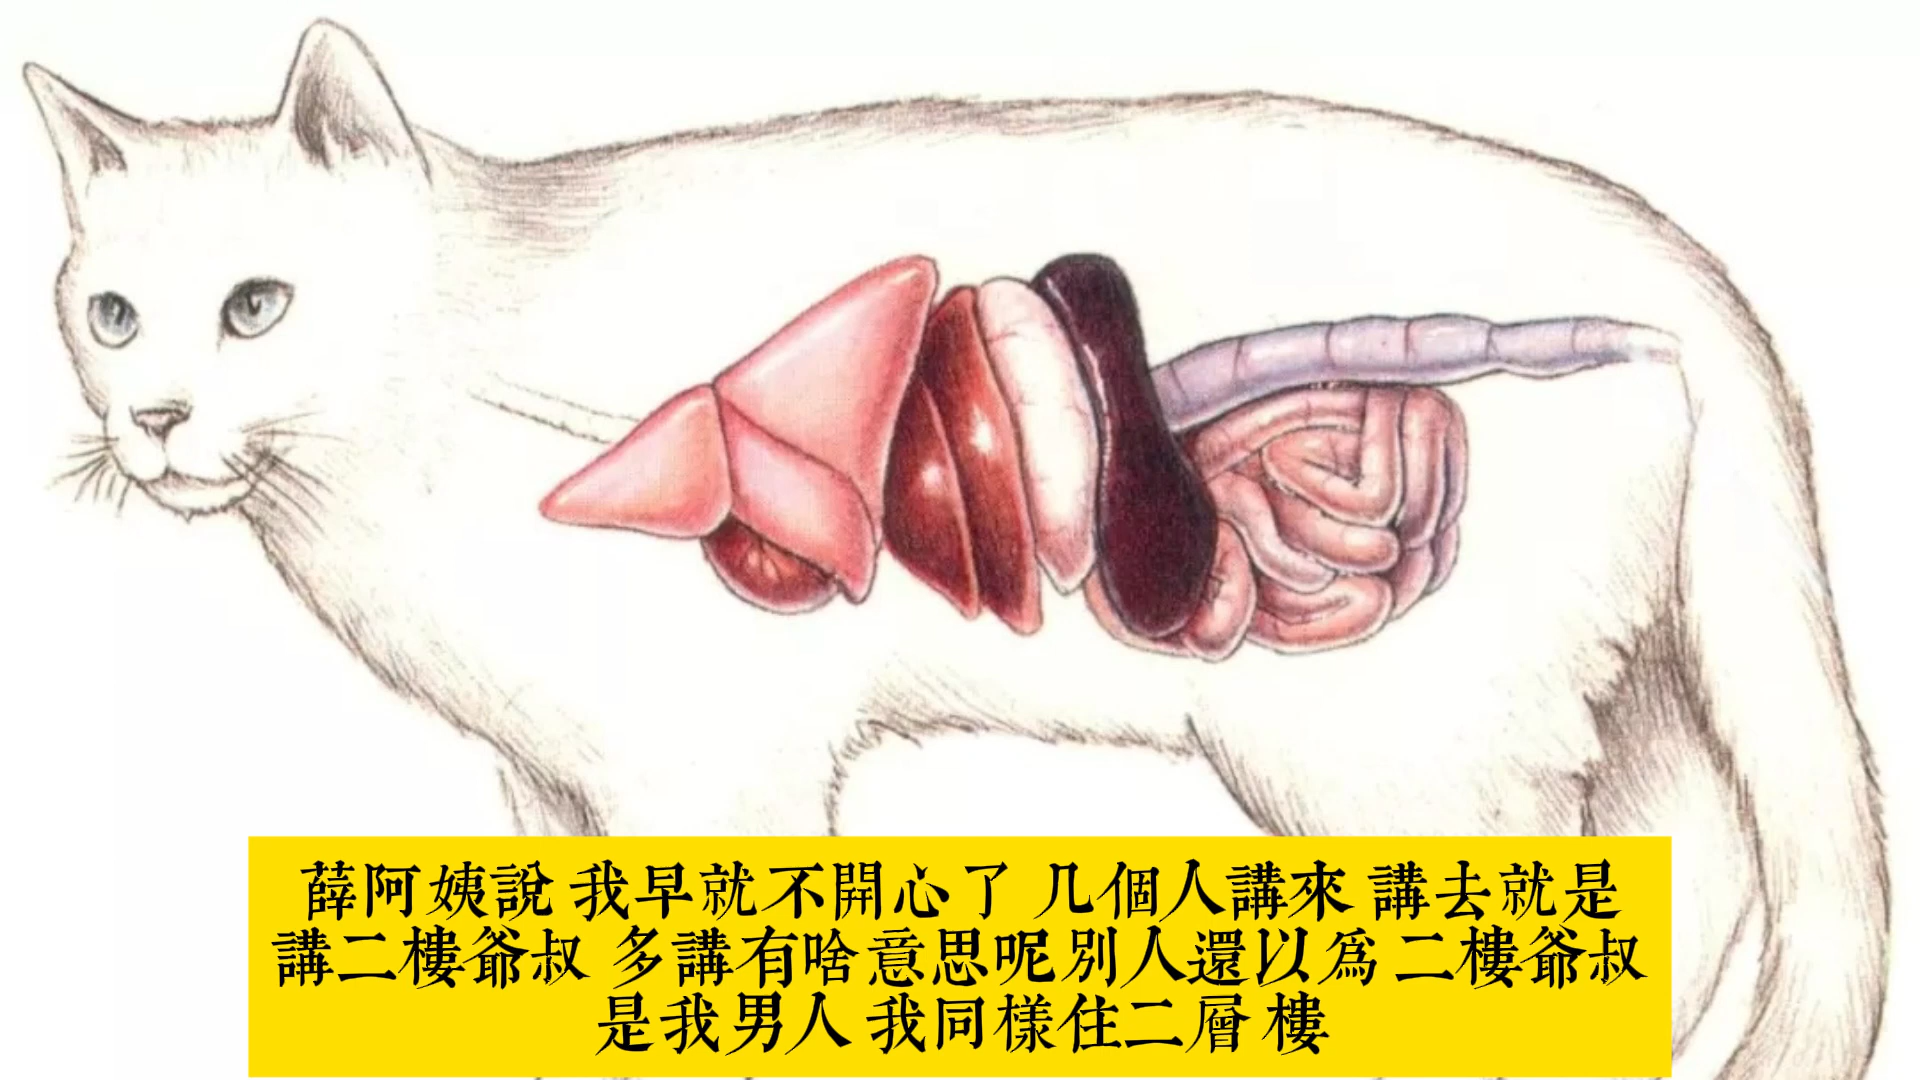 薛阿姨說 我早就不開心了 几個人講來 講去就是
講二樓爺叔 多講有啥意思呢 別人還以為 二樓爺叔
是我男人 我同樣住二層 樓